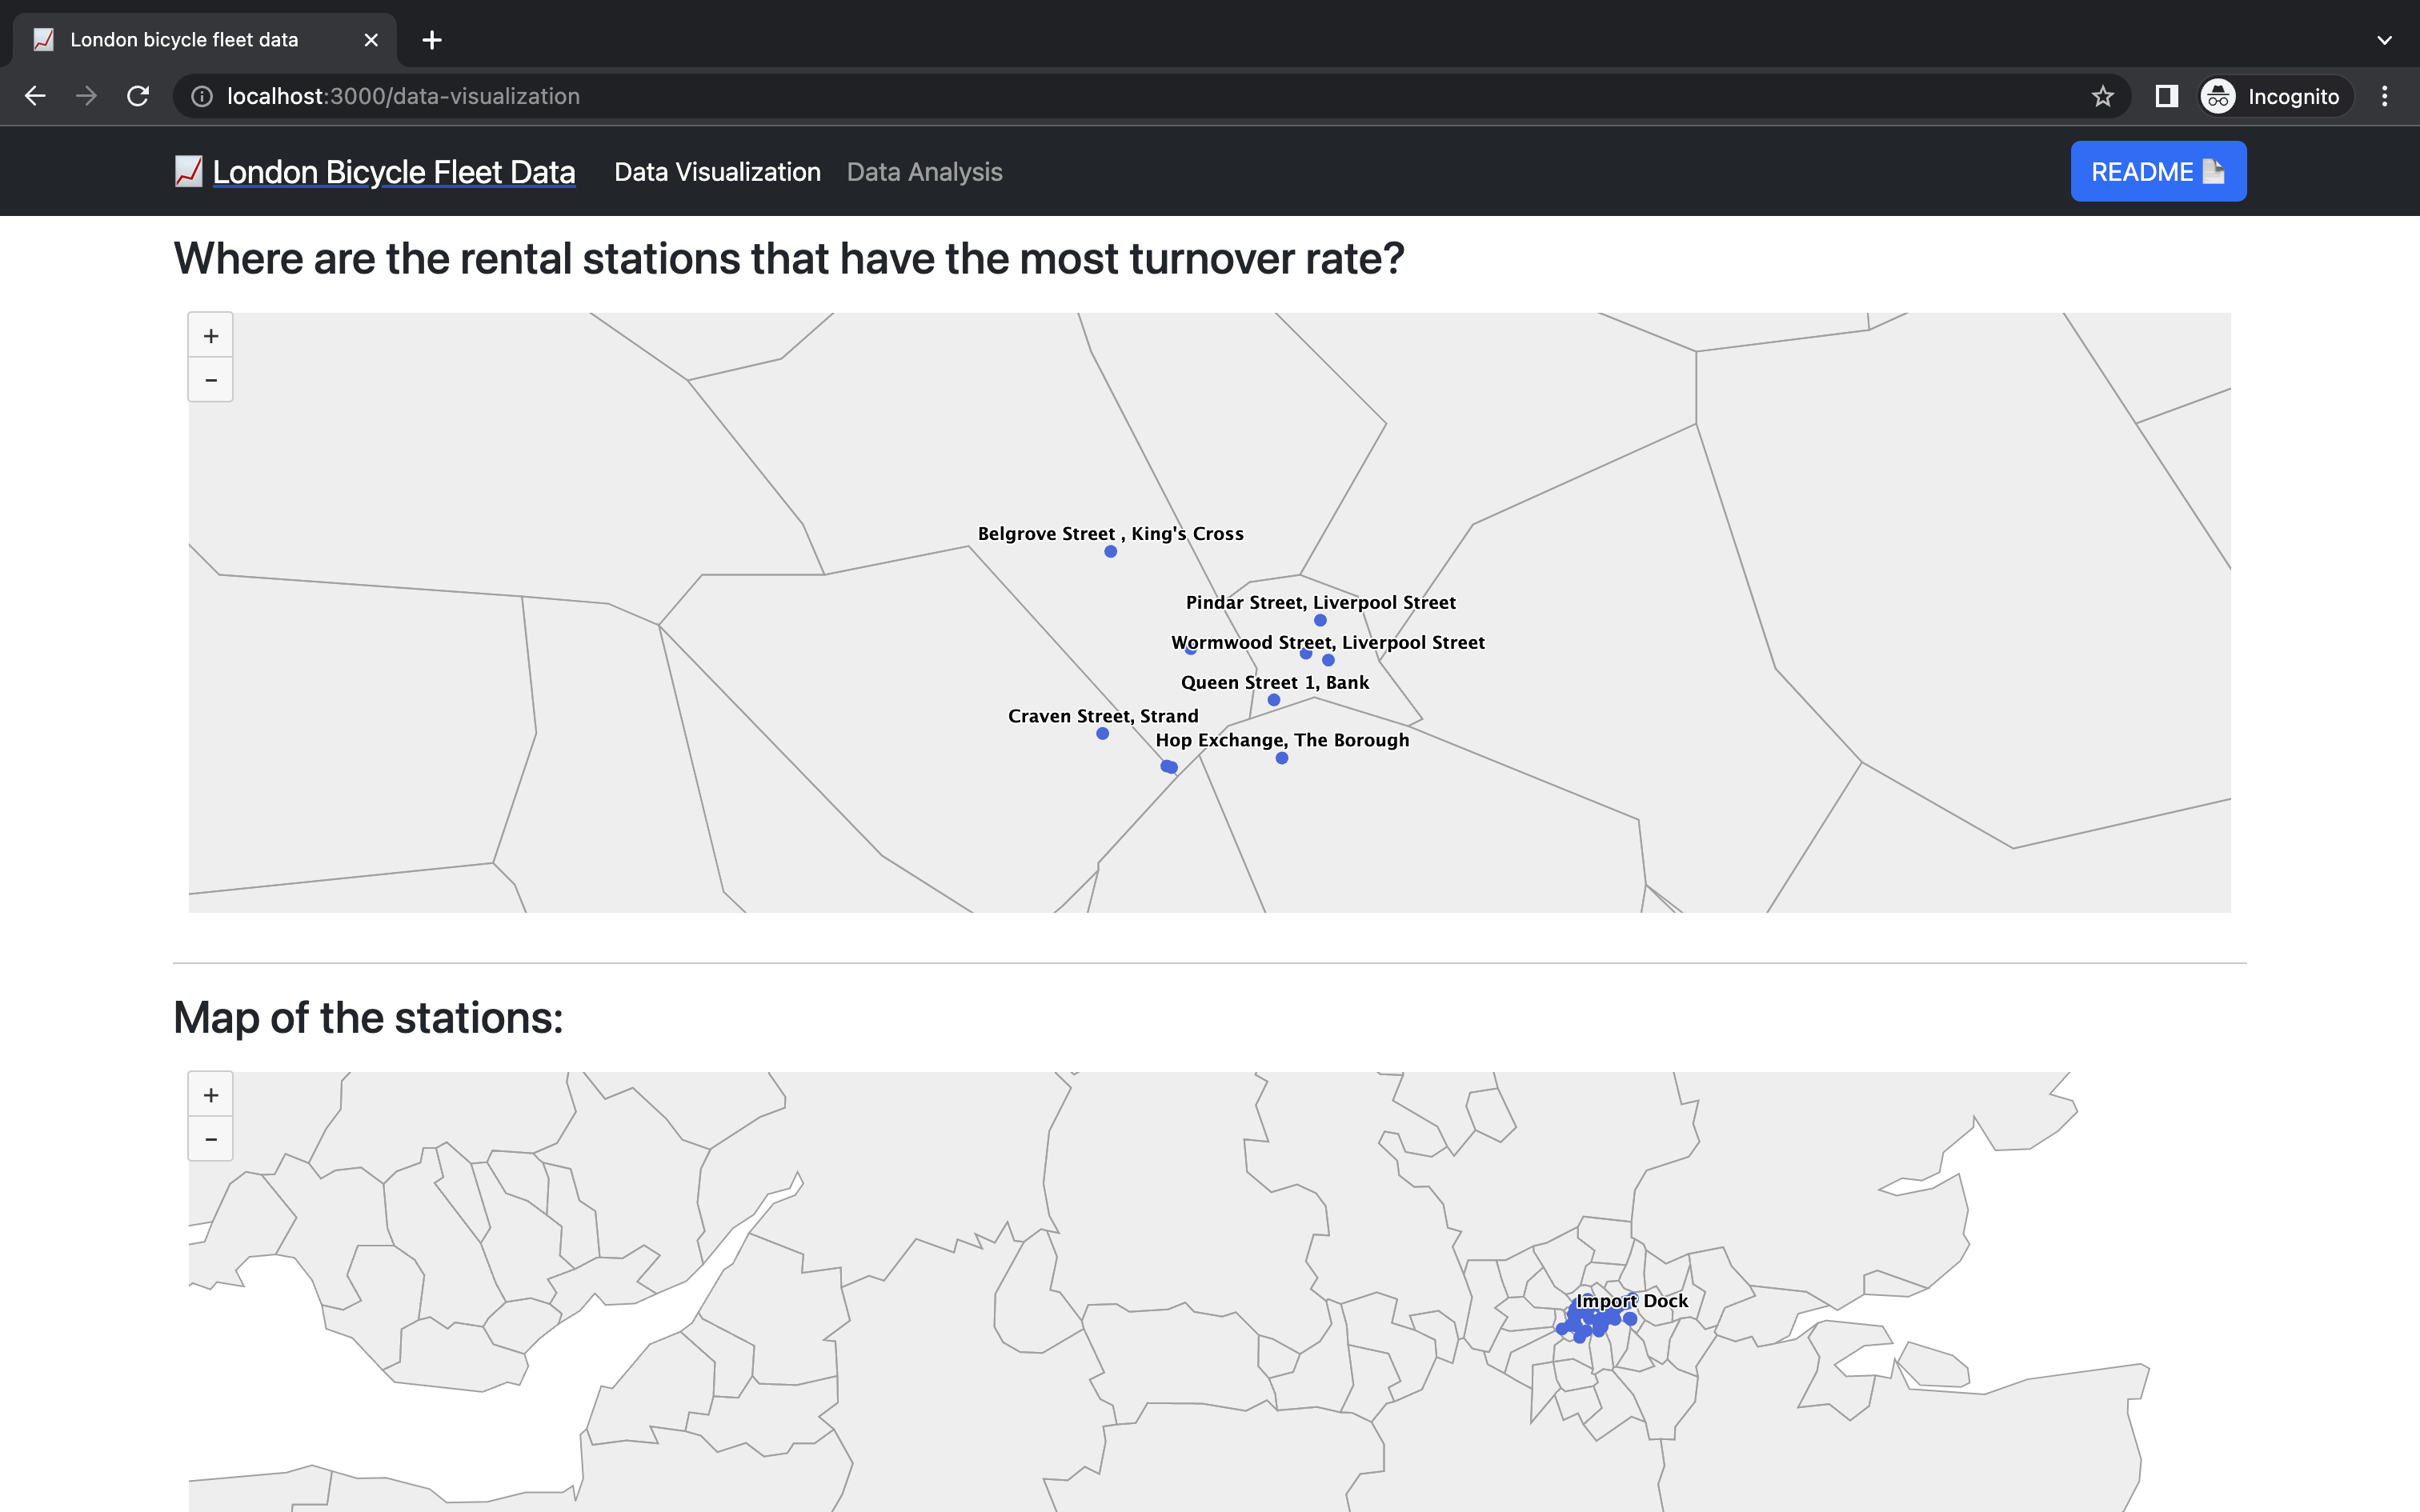 London bicycle fleet data
localhost:3000/data-visualization
Incognito
London Bicycle Fleet Data
Data Visualization
Data Analysis
README
Where are the rental stations that have the most turnover rate?
+
−
Belgrove Street , King's Cross
Pindar Street, Liverpool Street
Wormwood Street, Liverpool Street
Queen Street 1, Bank
Craven Street, Strand
Hop Exchange, The Borough
Map of the stations:
+
−
Import Dock